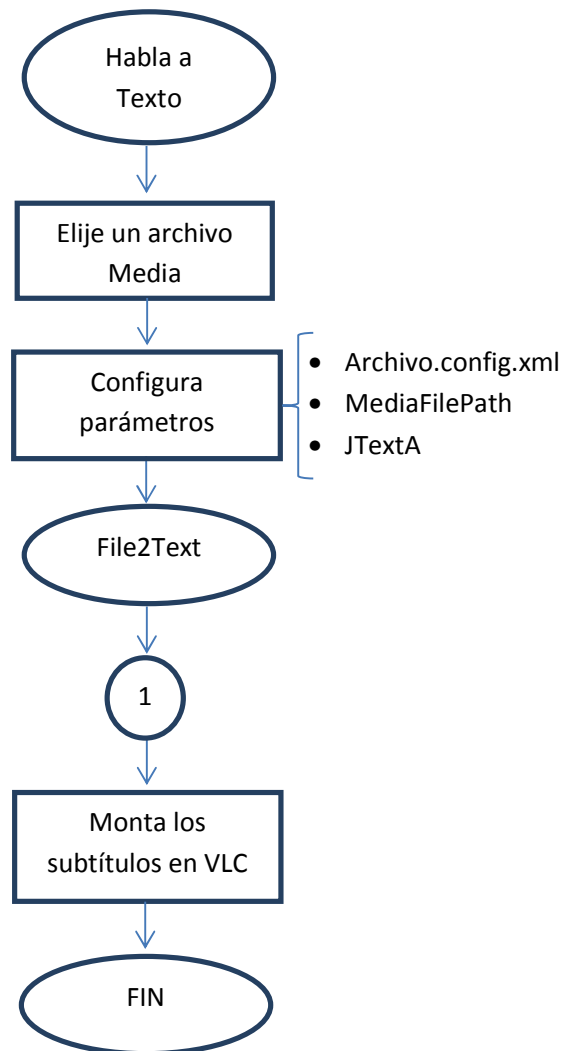 Habla a
Texto
Elije un archivo
Media
Configura
parámetros
• Archivo.config.xml
• MediaFilePath
• JTextA
File2Text
1
Monta los
subtítulos en VLC
FIN